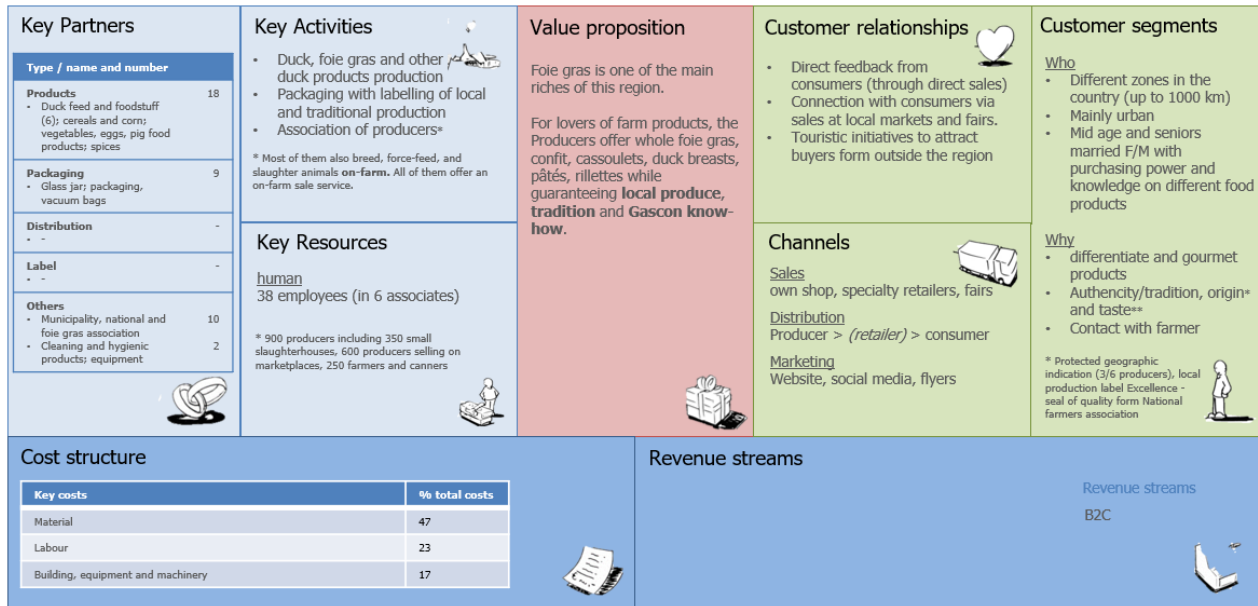 Key Partners
Type / name and number
Products 18
• Duck feed and foodstuff
(6); cereals and corn;
vegetables, eggs, pig food
products; spices
Packaging 9
• Glass jar; packaging,
vacuum bags
Distribution -
• -
Label -
• -
Others
• Municipality, national and 10
foie gras association
• Cleaning and hygienic 2
products; equipment
Key Activities
• Duck, foie gras and other
duck products production
• Packaging with labelling of local
and traditional production
• Association of producers*
* Most of them also breed, force-feed, and
slaughter animals on-farm. All of them offer an
on-farm sale service.
Key Resources
human
38 employees (in 6 associates)
* 900 producers including 350 small
slaughterhouses, 600 producers selling on
marketplaces, 250 farmers and canners
Value proposition
Foie gras is one of the main
riches of this region.
For lovers of farm products, the
Producers offer whole foie gras,
confit, cassoulets, duck breasts,
pâtés, rillettes while
guaranteeing local produce,
tradition and Gascon know-
how.
Customer relationships
• Direct feedback from
consumers (through direct sales)
• Connection with consumers via
sales at local markets and fairs.
• Touristic initiatives to attract
buyers form outside the region
Channels
Sales
own shop, specialty retailers, fairs
Distribution
Producer > (retailer) > consumer
Marketing
Website, social media, flyers
Customer segments
Who
• Different zones in the
country (up to 1000 km)
• Mainly urban
• Mid age and seniors
married F/M with
purchasing power and
knowledge on different food
products
Why
• differentiate and gourmet
products
• Authencity/tradition, origin*
and taste**
• Contact with farmer
* Protected geographic
indication (3/6 producers), local
production label Excellence -
seal of quality form National
farmers association
Cost structure
Key costs % total costs
Material 47
Labour 23
Building, equipment and machinery 17
Revenue streams
Revenue streams
B2C